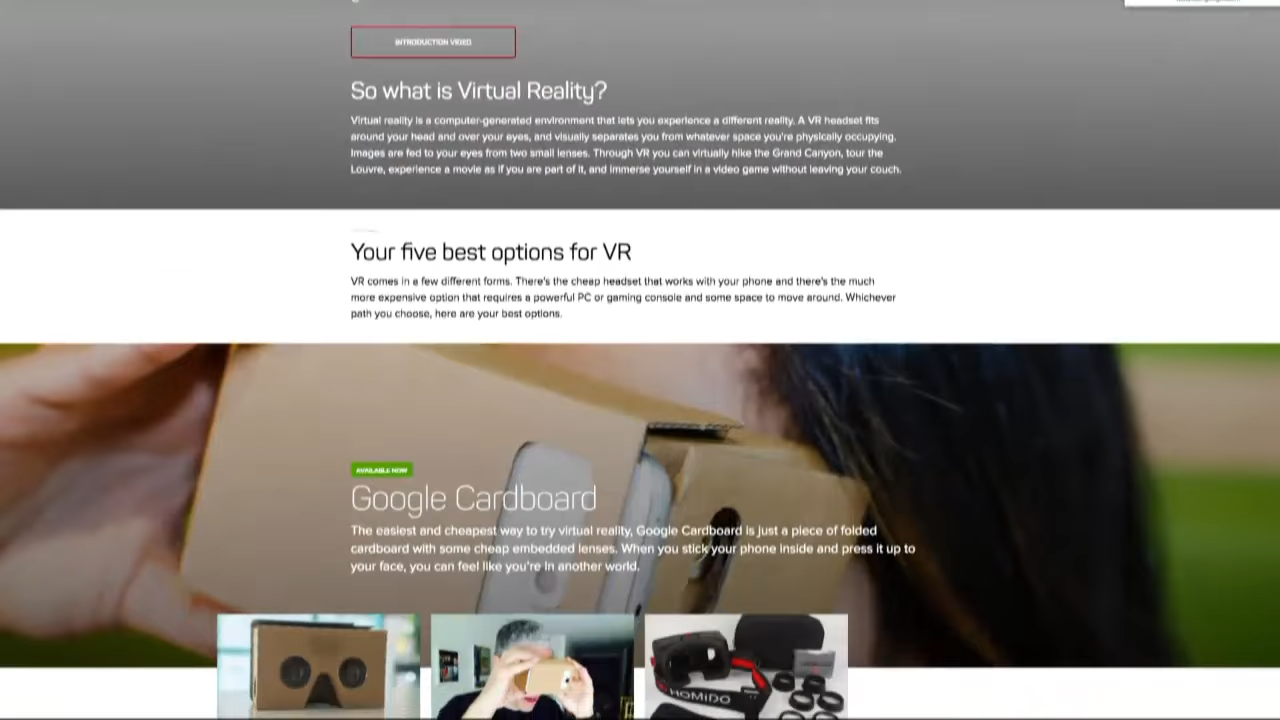 INTRODUCTION VIDEO
So what is Virtual Reality?
Virtual reality is a computer-generated environment that lets you experience a different reality. A VR headset fits
around your head and over your eyes, and visually separates you from whatever space you're physically occupying.
Images are fed to your eyes from two small lenses. Through VR you can virtually hike the Grand Canyon, tour the
Louvre, experience a movie as if you are part of it, and immerse yourself in a video game without leaving your couch.
Your five best options for VR
VR comes in a few different forms. There's the cheap headset that works with your phone and there's the much
more expensive option that requires a powerful PC or gaming console and some space to move around. Whichever
path you choose, here are your best options.
AVAILABLE NOW
Google Cardboard
The easiest and cheapest way to try virtual reality, Google Cardboard is just a piece of folded
cardboard with some cheap embedded lenses. When you stick your phone inside and press it up to
your face, you can feel like you're in another world.
HOMIDO